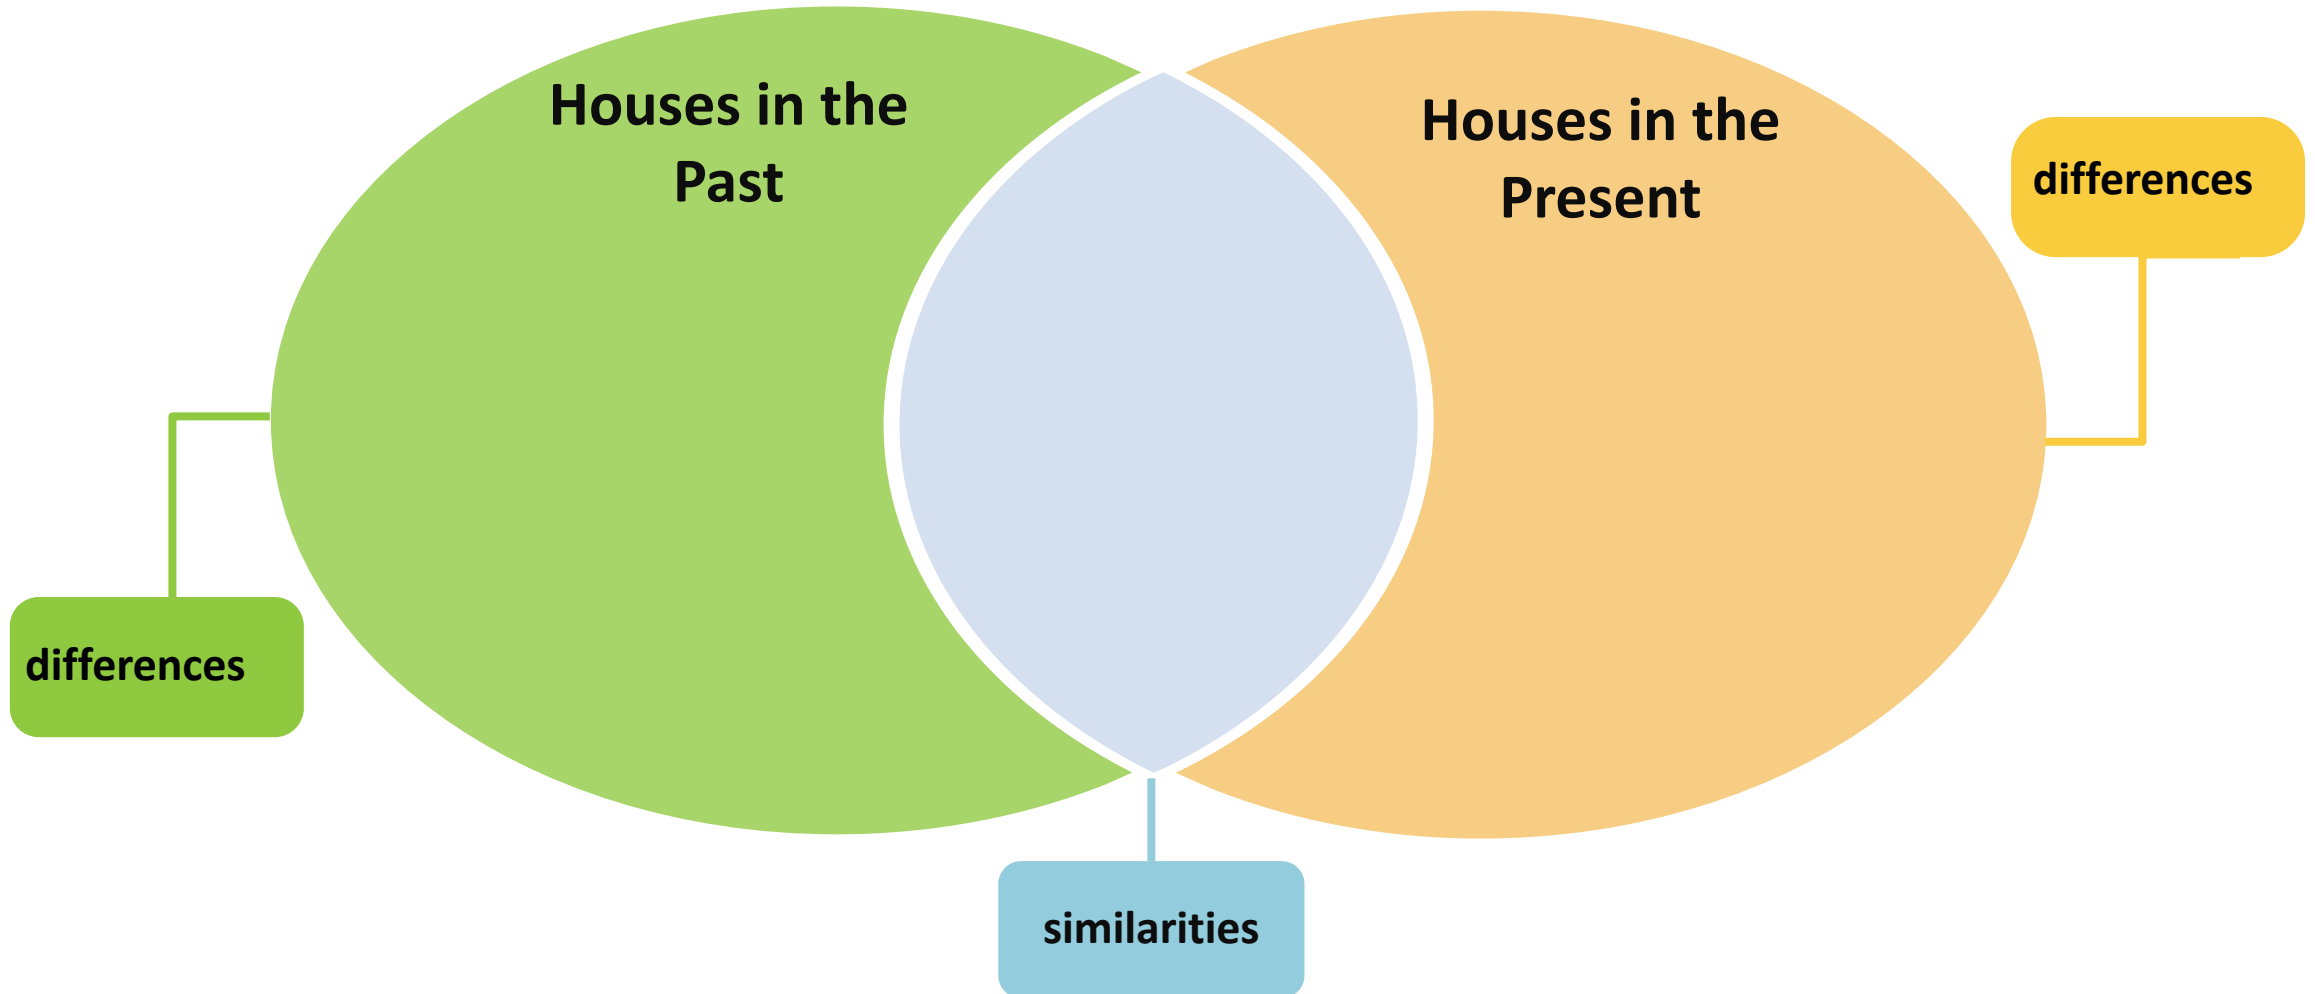 Houses in the
Past
Houses in the
Present
differences
differences
similarities